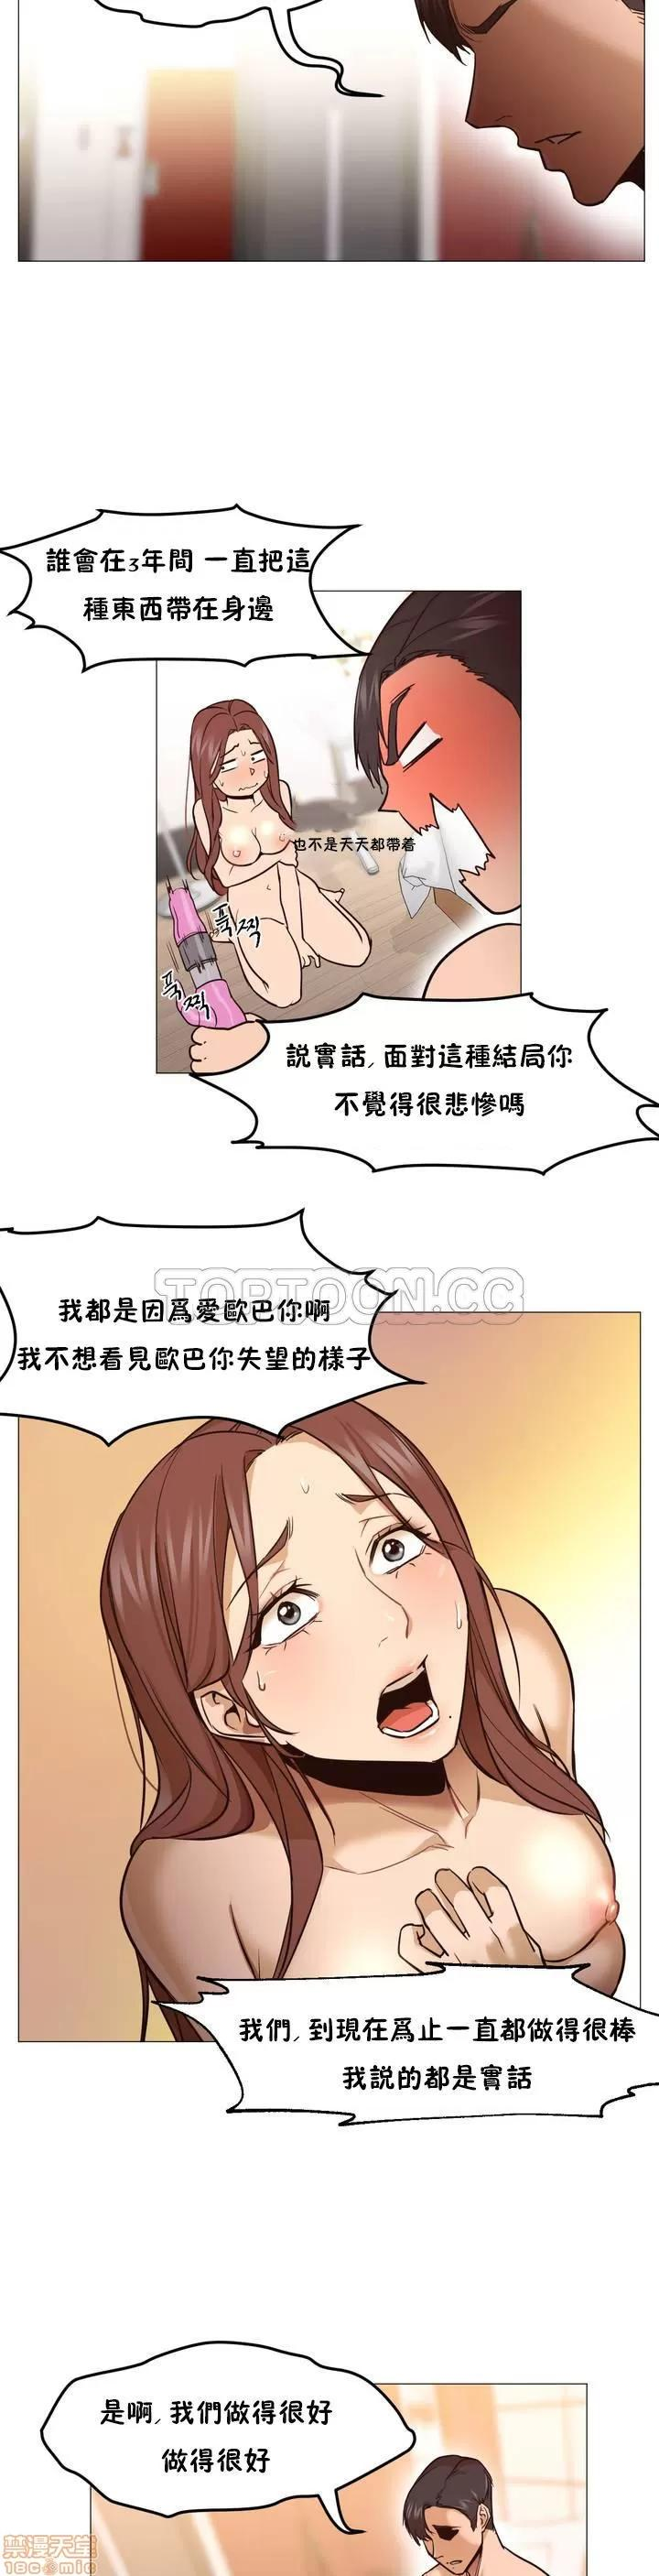 誰會在3年間 一直把這
種東西帶在身邊
也不是天天都帶着
푹찍
푹찍
説實話, 面對這種結局你
不覺得很悲慘嗎
TOPTOON.CC
我都是因爲愛歐巴你啊
我不想看見歐巴你失望的樣子
我們, 到現在爲止一直都做得很棒
我說的都是實話
是啊, 我們做得很好
做得很好
禁漫天堂
18comic